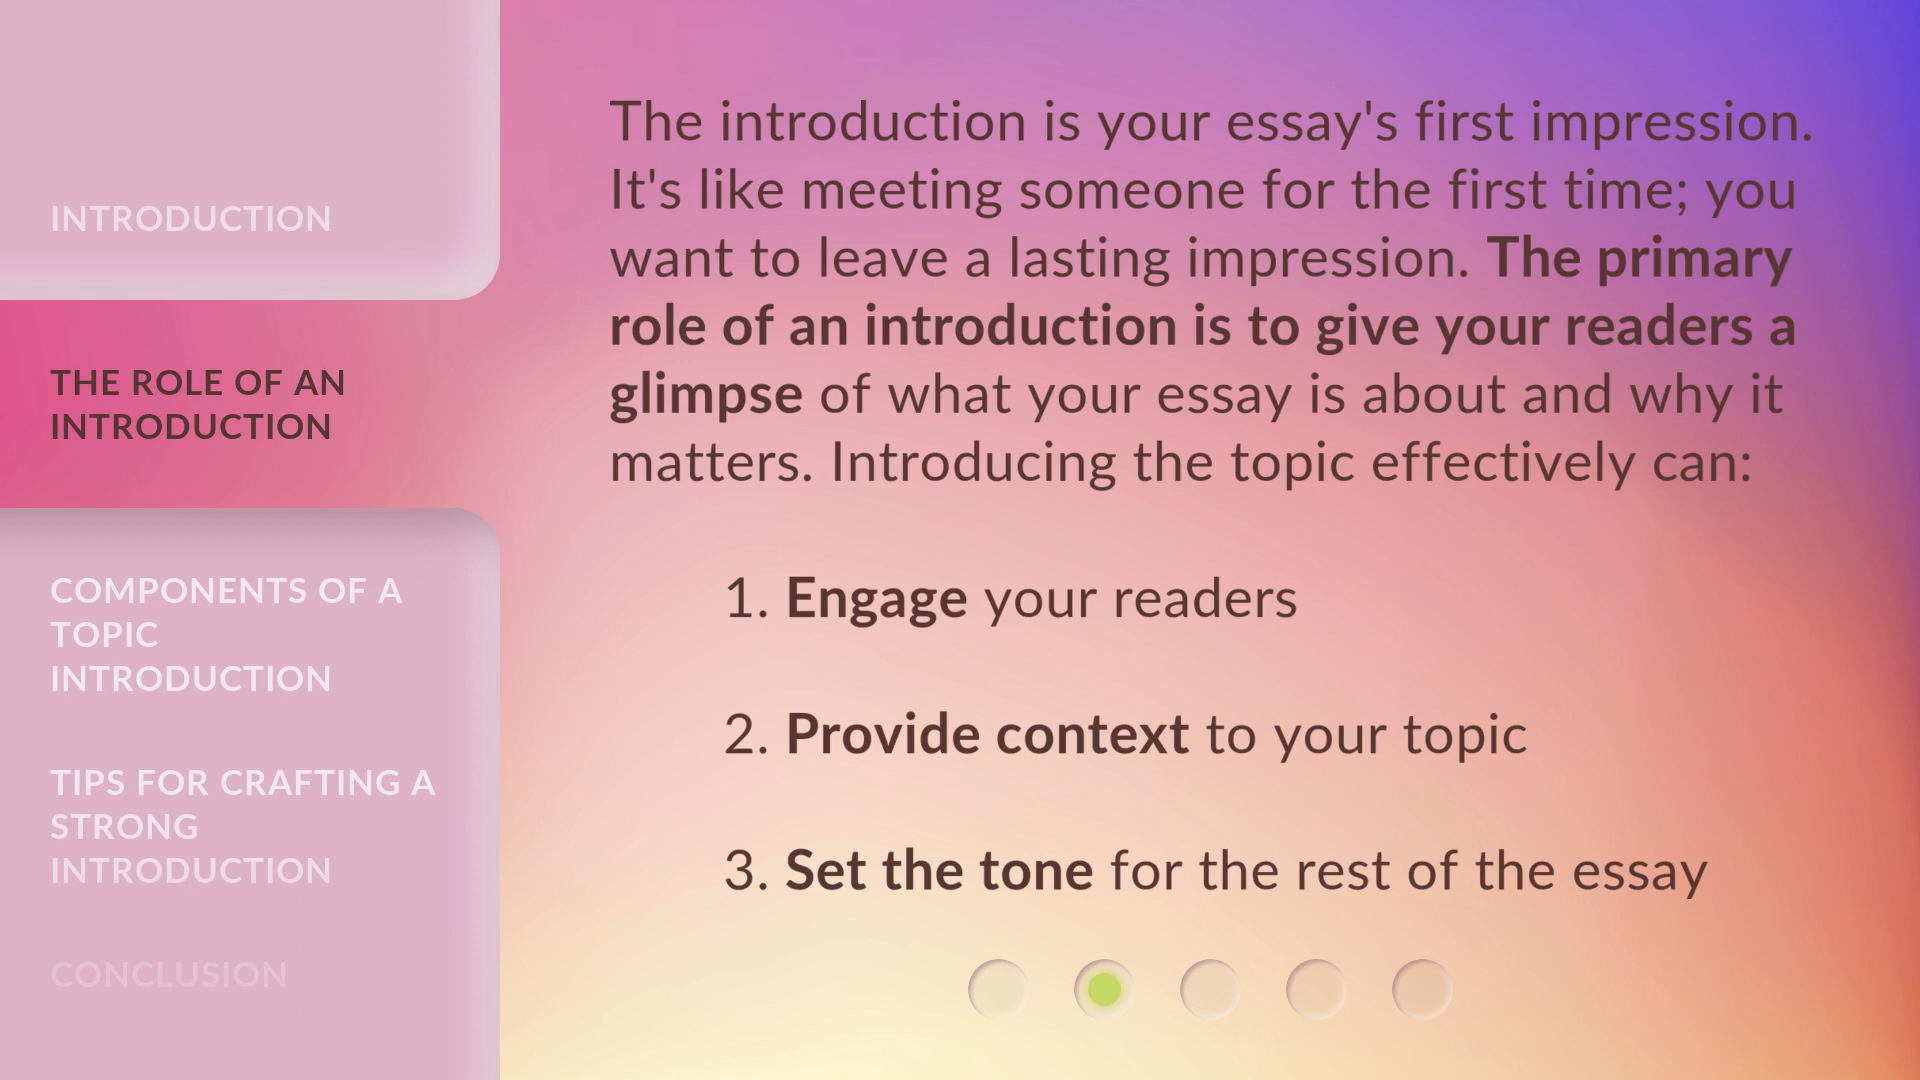 INTRODUCTION
THE ROLE OF AN
INTRODUCTION
COMPONENTS OF A
TOPIC
INTRODUCTION
TIPS FOR CRAFTING A
STRONG
INTRODUCTION
CONCLUSION
The introduction is your essay's first impression.
It's like meeting someone for the first time; you
want to leave a lasting impression. The primary
role of an introduction is to give your readers a
glimpse of what your essay is about and why it
matters. Introducing the topic effectively can:
1. Engage your readers
2. Provide context to your topic
3. Set the tone for the rest of the essay